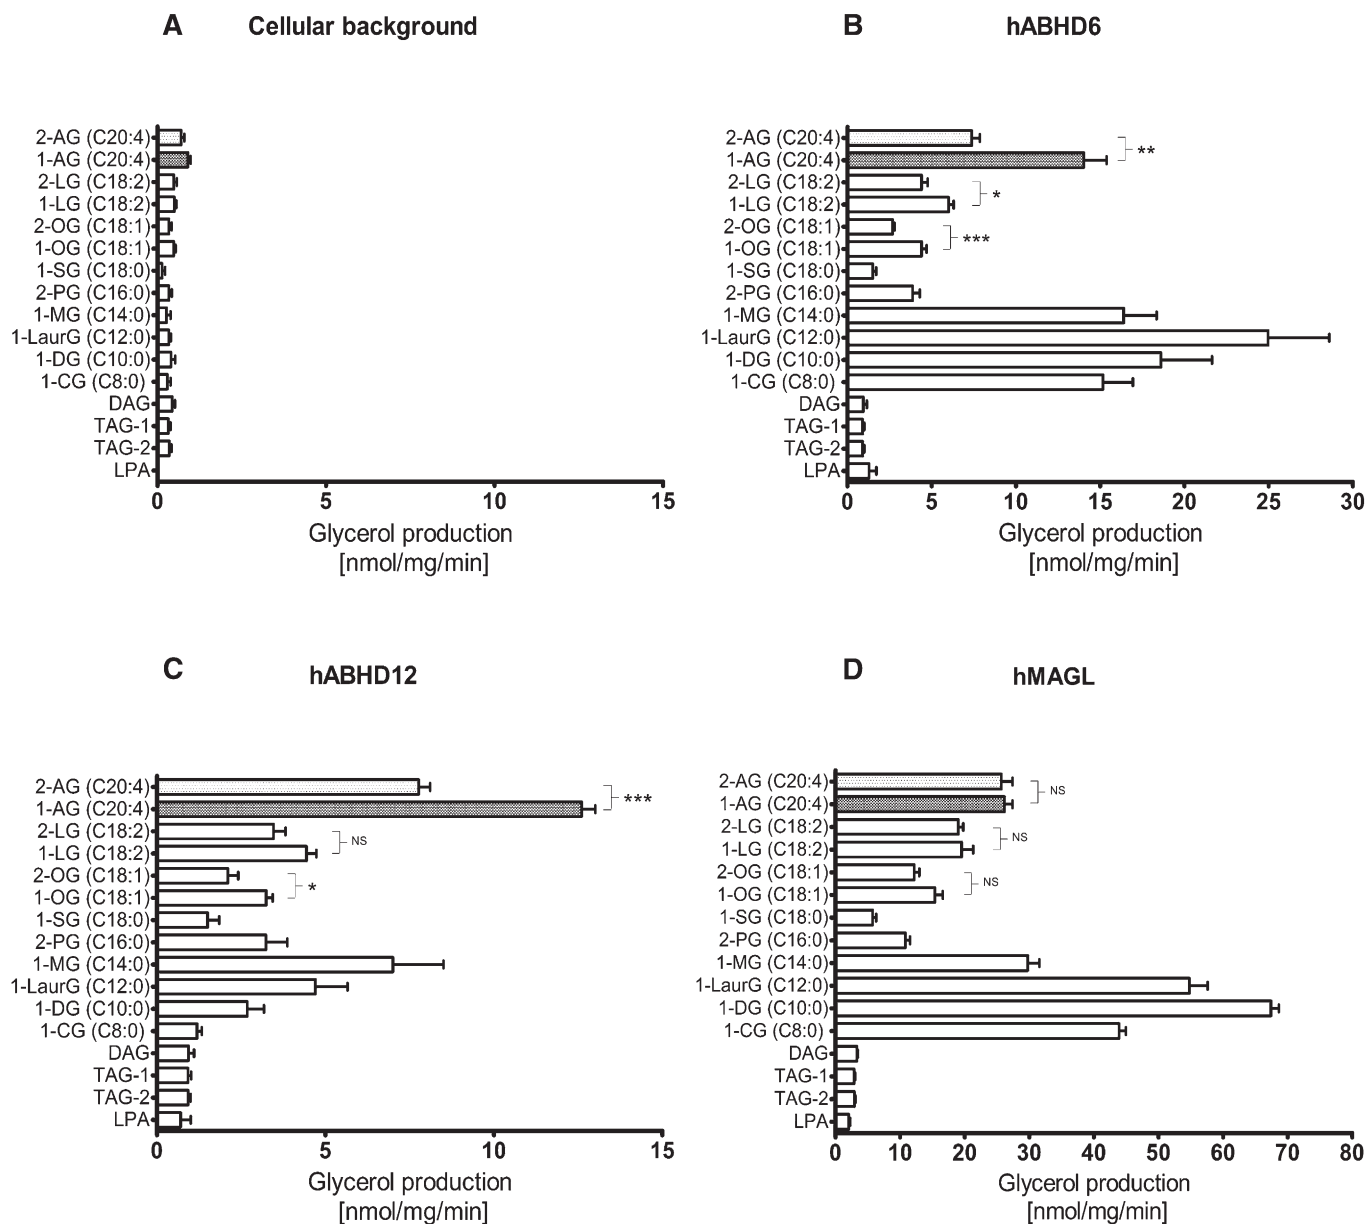 A Cellular background
2-AG (C20:4)
1-AG (C20:4)
2-LG (C18:2)
1-LG (C18:2)
2-OG (C18:1)
1-OG (C18:1)
1-SG (C18:0)
2-PG (C16:0)
1-MG (C14:0)
1-LaurG (C12:0)
1-DG (C10:0)
1-CG (C8:0)
DAG
TAG-1
TAG-2
LPA
0 5 10 15
Glycerol production
[nmol/mg/min]
B hABHD6
2-AG (C20:4)
1-AG (C20:4) **
2-LG (C18:2)
1-LG (C18:2) *
2-OG (C18:1)
1-OG (C18:1) ***
1-SG (C18:0)
2-PG (C16:0)
1-MG (C14:0)
1-LaurG (C12:0)
1-DG (C10:0)
1-CG (C8:0)
DAG
TAG-1
TAG-2
LPA
0 5 10 15 20 25 30
Glycerol production
[nmol/mg/min]
C hABHD12
2-AG (C20:4)
1-AG (C20:4) ***
2-LG (C18:2)
1-LG (C18:2) NS
2-OG (C18:1)
1-OG (C18:1) *
1-SG (C18:0)
2-PG (C16:0)
1-MG (C14:0)
1-LaurG (C12:0)
1-DG (C10:0)
1-CG (C8:0)
DAG
TAG-1
TAG-2
LPA
0 5 10 15
Glycerol production
[nmol/mg/min]
D hMAGL
2-AG (C20:4)
1-AG (C20:4) NS
2-LG (C18:2)
1-LG (C18:2) NS
2-OG (C18:1)
1-OG (C18:1) NS
1-SG (C18:0)
2-PG (C16:0)
1-MG (C14:0)
1-LaurG (C12:0)
1-DG (C10:0)
1-CG (C8:0)
DAG
TAG-1
TAG-2
LPA
0 10 20 30 40 50 60 70 80
Glycerol production
[nmol/mg/min]